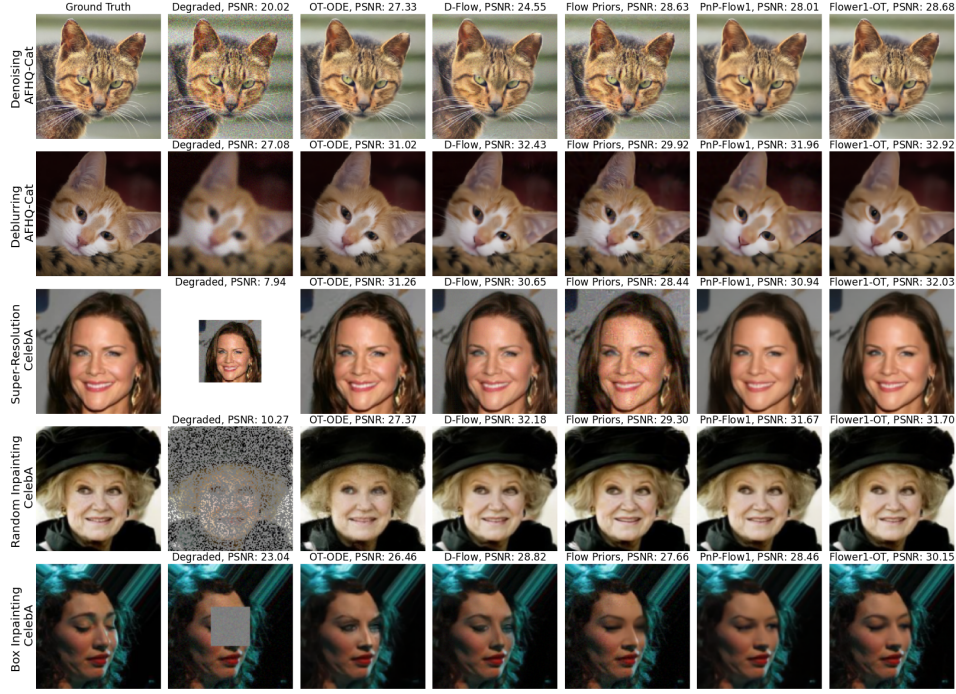 Ground Truth
Degraded, PSNR: 20.02
OT-ODE, PSNR: 27.33
D-Flow, PSNR: 24.55
Flow Priors, PSNR: 28.63
PnP-Flow1, PSNR: 28.01
Flower1-OT, PSNR: 28.68
Denoising
AFHQ-Cat
Degraded, PSNR: 27.08
OT-ODE, PSNR: 31.02
D-Flow, PSNR: 32.43
Flow Priors, PSNR: 29.92
PnP-Flow1, PSNR: 31.96
Flower1-OT, PSNR: 32.92
Deblurring
AFHQ-Cat
Degraded, PSNR: 7.94
OT-ODE, PSNR: 31.26
D-Flow, PSNR: 30.65
Flow Priors, PSNR: 28.44
PnP-Flow1, PSNR: 30.94
Flower1-OT, PSNR: 32.03
Super-Resolution
CelebA
Degraded, PSNR: 10.27
OT-ODE, PSNR: 27.37
D-Flow, PSNR: 32.18
Flow Priors, PSNR: 29.30
PnP-Flow1, PSNR: 31.67
Flower1-OT, PSNR: 31.70
Random Inpainting
CelebA
Degraded, PSNR: 23.04
OT-ODE, PSNR: 26.46
D-Flow, PSNR: 28.82
Flow Priors, PSNR: 27.66
PnP-Flow1, PSNR: 28.46
Flower1-OT, PSNR: 30.15
Box Inpainting
CelebA